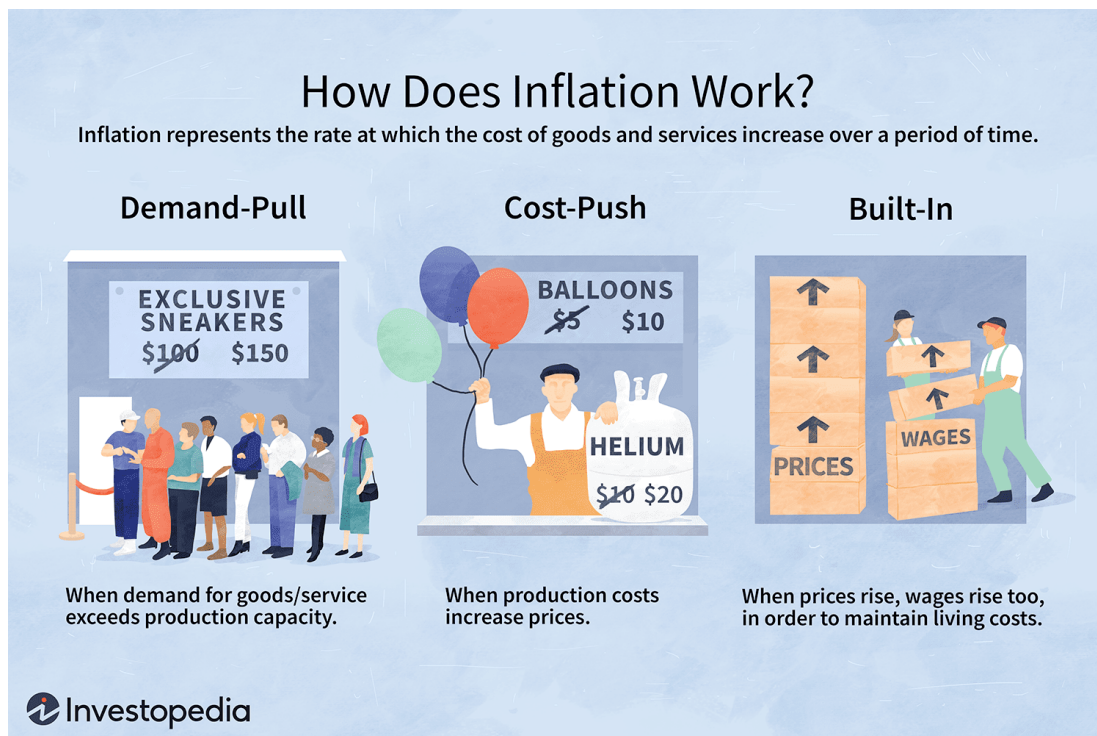 How Does Inflation Work?
Inflation represents the rate at which the cost of goods and services increase over a period of time.
Demand-Pull
EXCLUSIVE
SNEAKERS
$100 $150
When demand for goods/service
exceeds production capacity.
Cost-Push
BALLOONS
$5 $10
HELIUM
$10 $20
When production costs
increase prices.
Built-In
PRICES
WAGES
When prices rise, wages rise too,
in order to maintain living costs.
Investopedia